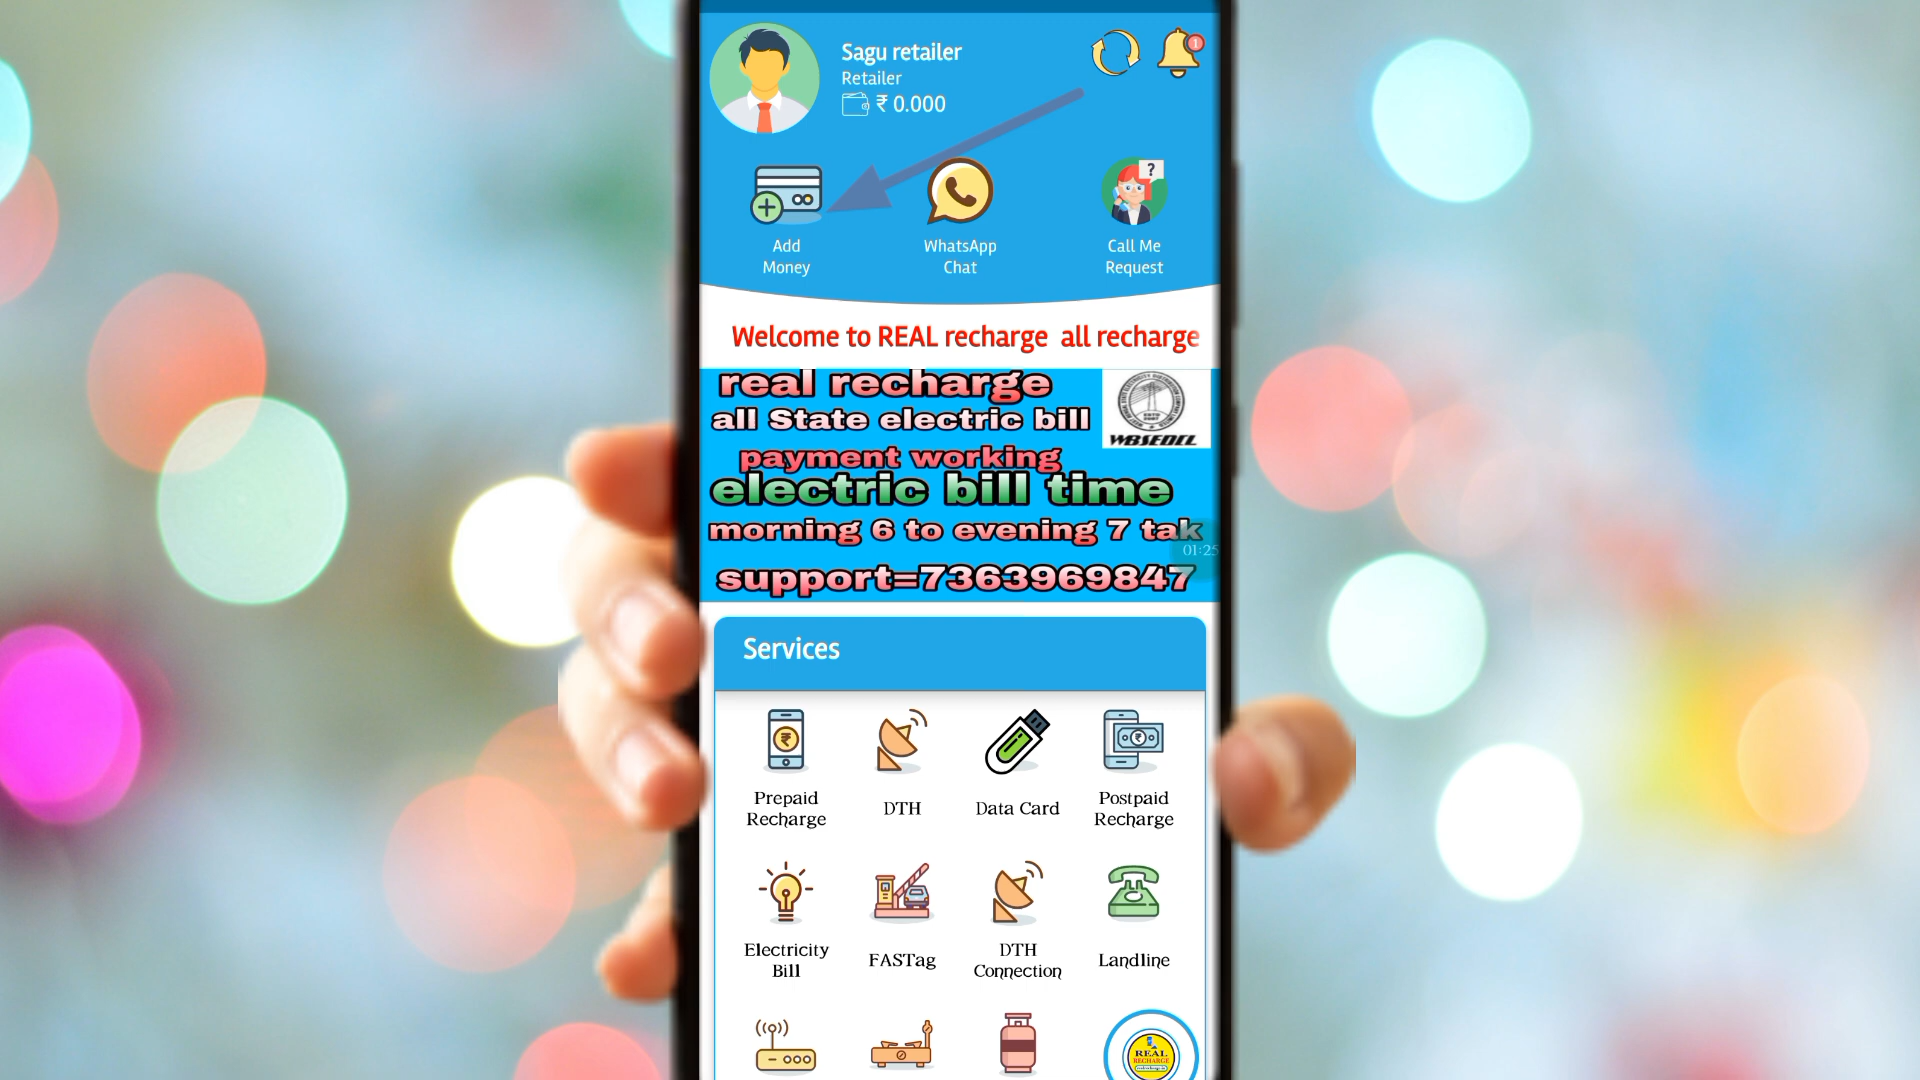 Sagu retailer
Retailer
₹ 0.000
1
?
Add
Money
WhatsApp
Chat
Call Me
Request
Welcome to REAL recharge all recharge
real recharge
all State electric bill
WBSEDCL
payment working
electric bill time
morning 6 to evening 7 tak
01:25
support=7363969847
Services
Prepaid
Recharge
DTH
Data Card
Postpaid
Recharge
Electricity
Bill
FASTag
DTH
Connection
Landline
REAL
RECHARGE